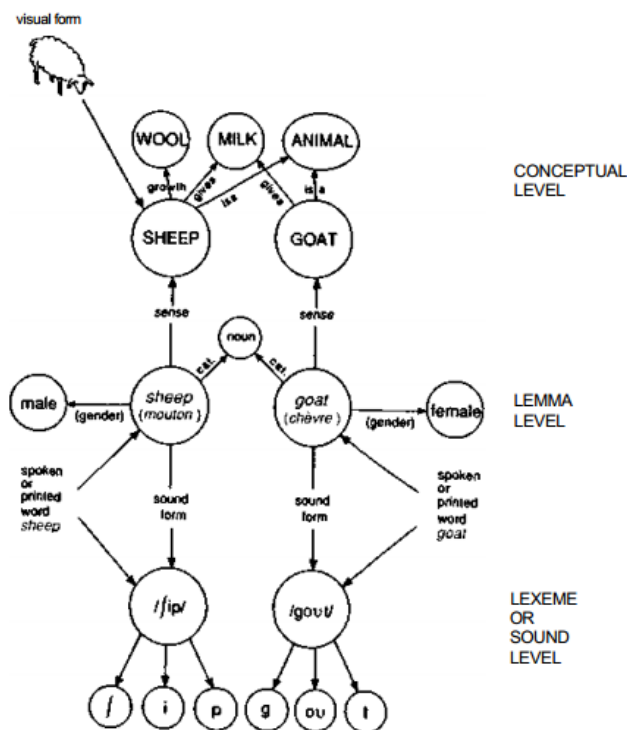 visual form
WOOL MILK ANIMAL
growth gives is a gives is a
CONCEPTUAL
LEVEL
SHEEP GOAT
sense sense
noun
cat. cat.
male (gender) sheep
(mouton) goat
(chèvre) (gender) female
LEMMA
LEVEL
spoken
or
printed
word
sheep
sound
form
sound
form
spoken
or
printed
word
goat
/ʃip/ /goʊt/
LEXEME
OR
SOUND
LEVEL
ʃ i p g oʊ t